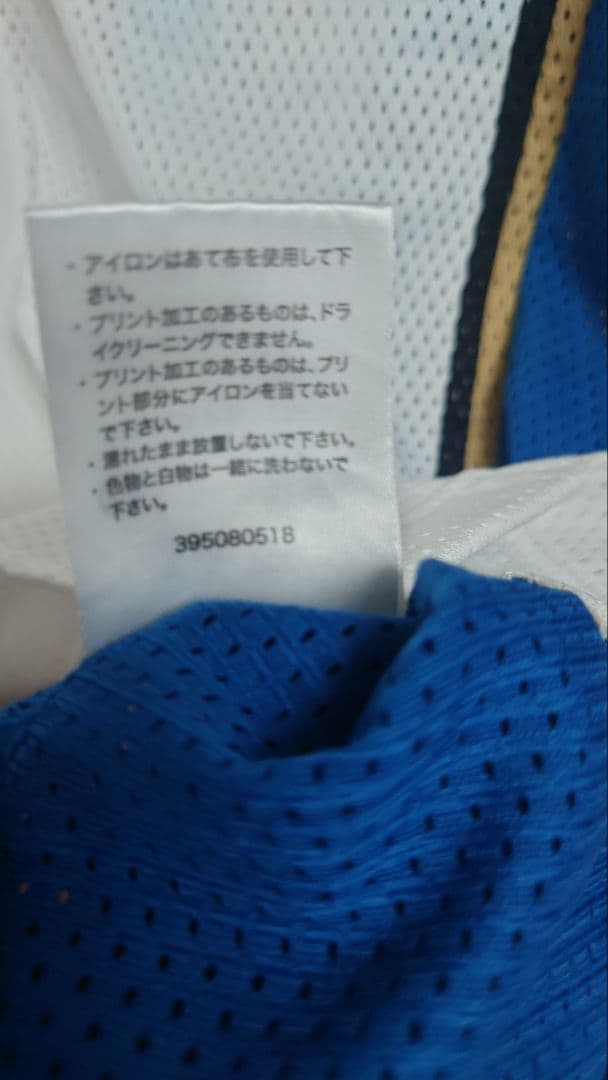 ・アイロンはあて布を使用して下
さい。
・プリント加工のあるものは、ドラ
イクリーニングできません。
・プリント加工のあるものは、プリ
ント部分にアイロンを当てない
で下さい。
・濡れたまま放置しないで下さい。
・色物と白物は一緒に洗わないで
下さい。
395080518